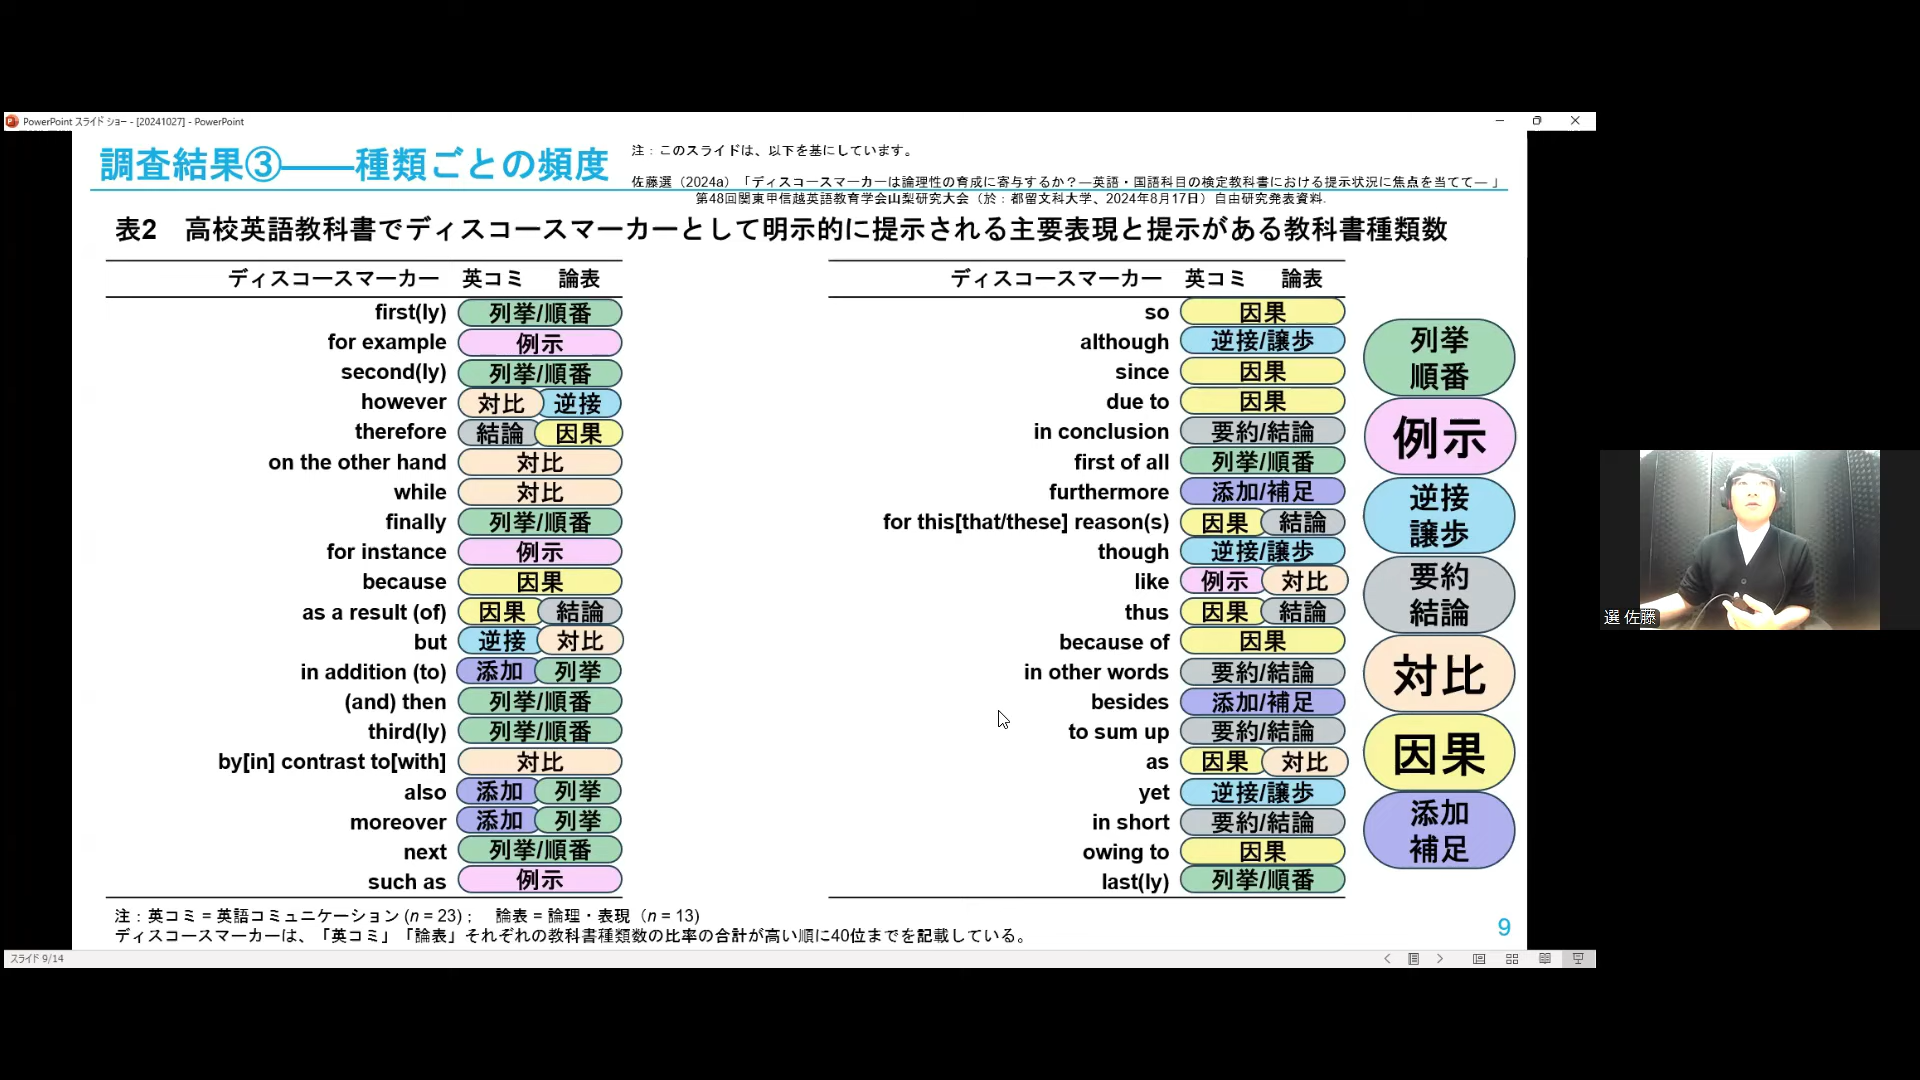 PowerPoint スライド ショー - [20241027] - PowerPoint
調査結果③――種類ごとの頻度
注：このスライドは、以下を基にしています。
佐藤選（2024a）「ディスコースマーカーは論理性の育成に寄与するか？―英語・国語科目の検定教科書における提示状況に焦点を当てて― 」
第48回関東甲信越英語教育学会山梨研究大会（於：都留文科大学、2024年8月17日）自由研究発表資料.
表2　高校英語教科書でディスコースマーカーとして明示的に提示される主要表現と提示がある教科書種類数
ディスコースマーカー 英コミ 論表
first(ly) 列挙/順番
for example 例示
second(ly) 列挙/順番
however 対比 逆接
therefore 結論 因果
on the other hand 対比
while 対比
finally 列挙/順番
for instance 例示
because 因果
as a result (of) 因果 結論
but 逆接 対比
in addition (to) 添加 列挙
(and) then 列挙/順番
third(ly) 列挙/順番
by[in] contrast to[with] 対比
also 添加 列挙
moreover 添加 列挙
next 列挙/順番
such as 例示
ディスコースマーカー 英コミ 論表
so 因果
although 逆接/譲歩
since 因果
due to 因果
in conclusion 要約/結論
first of all 列挙/順番
furthermore 添加/補足
for this[that/these] reason(s) 因果 結論
though 逆接/譲歩
like 例示 対比
thus 因果 結論
because of 因果
in other words 要約/結論
besides 添加/補足
to sum up 要約/結論
as 因果 対比
yet 逆接/譲歩
in short 要約/結論
owing to 因果
last(ly) 列挙/順番
列挙
順番
例示
逆接
譲歩
要約
結論
対比
因果
添加
補足
注：英コミ = 英語コミュニケーション (n = 23)； 論表 = 論理・表現（n = 13)
ディスコースマーカーは、「英コミ」「論表」それぞれの教科書種類数の比率の合計が高い順に40位までを記載している。
9
スライド 9/14
選 佐藤